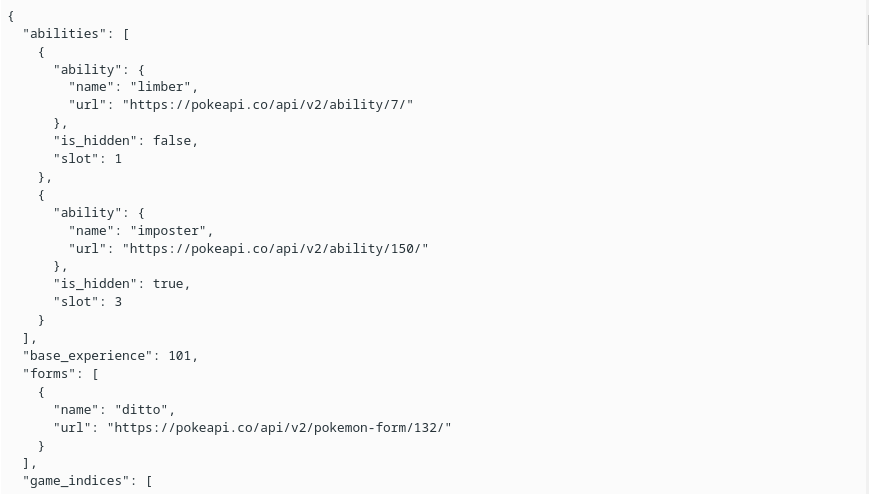 {
  "abilities": [
    {
      "ability": {
        "name": "limber",
        "url": "https://pokeapi.co/api/v2/ability/7/"
      },
      "is_hidden": false,
      "slot": 1
    },
    {
      "ability": {
        "name": "imposter",
        "url": "https://pokeapi.co/api/v2/ability/150/"
      },
      "is_hidden": true,
      "slot": 3
    }
  ],
  "base_experience": 101,
  "forms": [
    {
      "name": "ditto",
      "url": "https://pokeapi.co/api/v2/pokemon-form/132/"
    }
  ],
  "game_indices": [